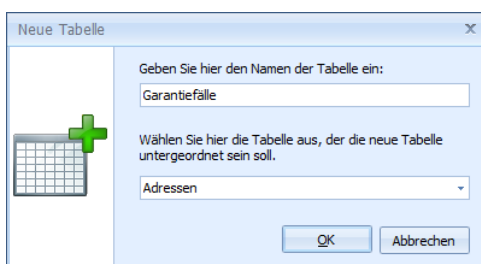 Neue Tabelle
Geben Sie hier den Namen der Tabelle ein:
Garantiefälle
Wählen Sie hier die Tabelle aus, der die neue Tabelle
untergeordnet sein soll.
Adressen
OK
Abbrechen